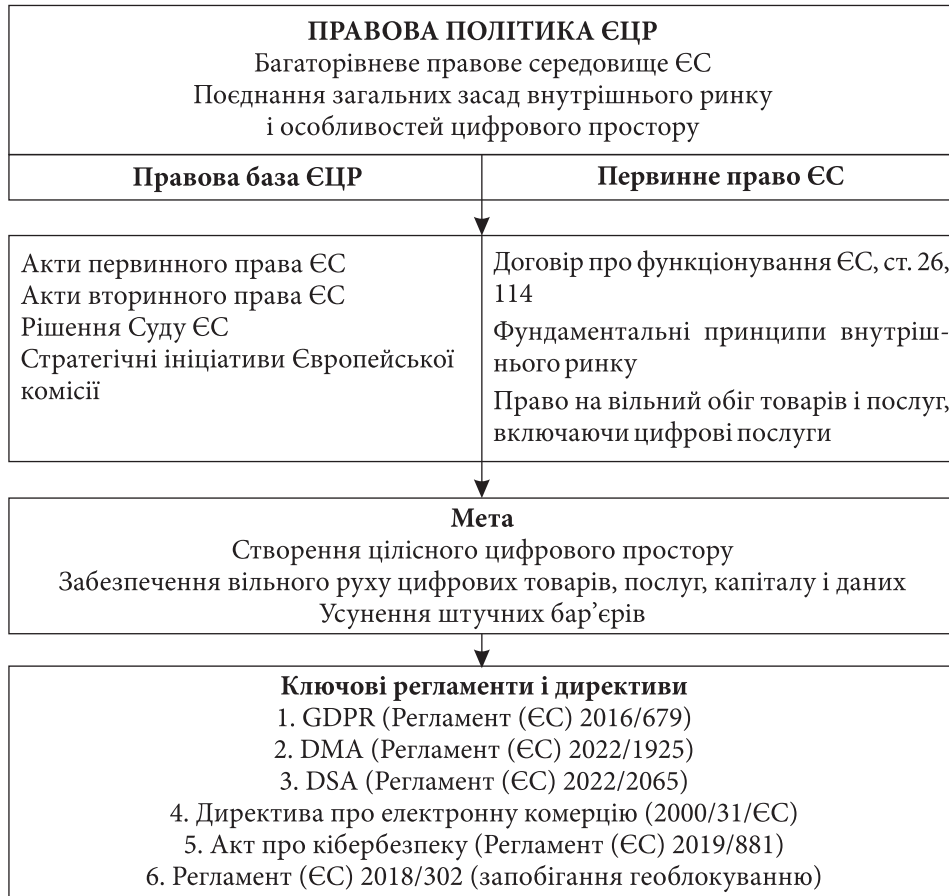 ПРАВОВА ПОЛІТИКА ЄЦР
Багаторівневе правове середовище ЄС
Поєднання загальних засад внутрішнього ринку
і особливостей цифрового простору
Правова база ЄЦР
Первинне право ЄС
Акти первинного права ЄС
Акти вторинного права ЄС
Рішення Суду ЄС
Стратегічні ініціативи Європейської
комісії
Договір про функціонування ЄС, ст. 26,
114
Фундаментальні принципи внутріш-
нього ринку
Право на вільний обіг товарів і послуг,
включаючи цифрові послуги
Мета
Створення цілісного цифрового простору
Забезпечення вільного руху цифрових товарів, послуг, капіталу і даних
Усунення штучних бар’єрів
Ключові регламенти і директиви
1. GDPR (Регламент (ЄС) 2016/679)
2. DMA (Регламент (ЄС) 2022/1925)
3. DSA (Регламент (ЄС) 2022/2065)
4. Директива про електронну комерцію (2000/31/ЄС)
5. Акт про кібербезпеку (Регламент (ЄС) 2019/881)
6. Регламент (ЄС) 2018/302 (запобігання геоблокуванню)